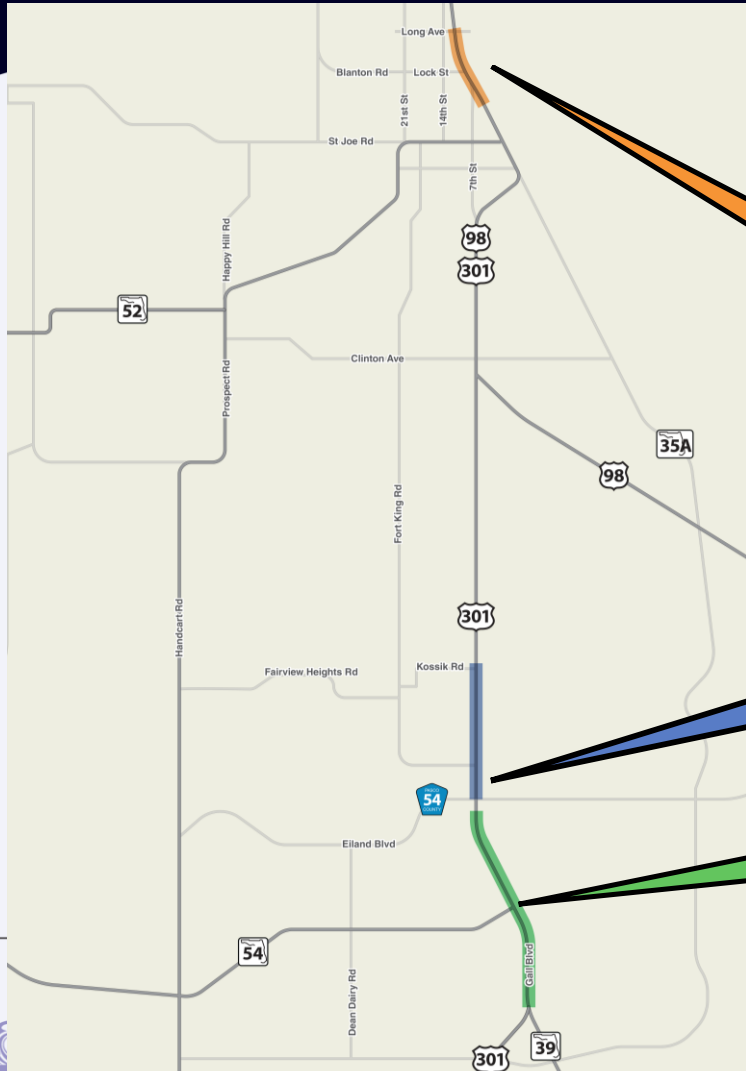 Long Ave
Blanton Rd
Lock St
21st St
14th St
St Joe Rd
7th St
Happy Hill Rd
98
301
52
Clinton Ave
Prospect Rd
35A
98
Fort King Rd
301
Handcart Rd
Kossik Rd
Fairview Heights Rd
PASCO
54
COUNTY
Eiland Blvd
54
Gall Blvd
Dean Dairy Rd
39
301